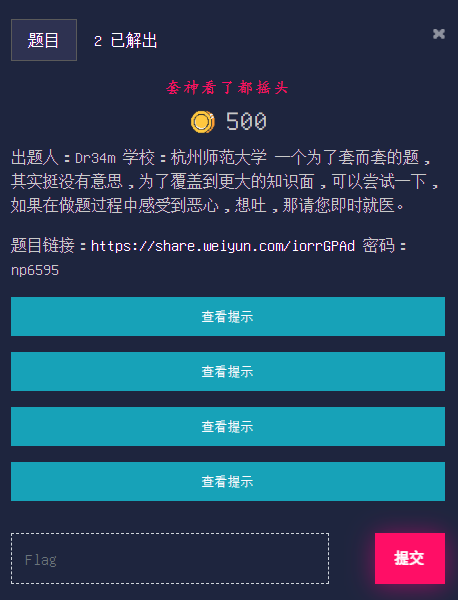 题目 2 已解出
套神看了都摇头
500
出题人：Dr34m 学校：杭州师范大学 一个为了套而套的题，
其实挺没有意思，为了覆盖到更大的知识面，可以尝试一下，
如果在做题过程中感受到恶心，想吐，那请您即时就医。
题目链接：https://share.weiyun.com/iorrGPAd 密码：
np6595
查看提示
查看提示
查看提示
查看提示
Flag
提交